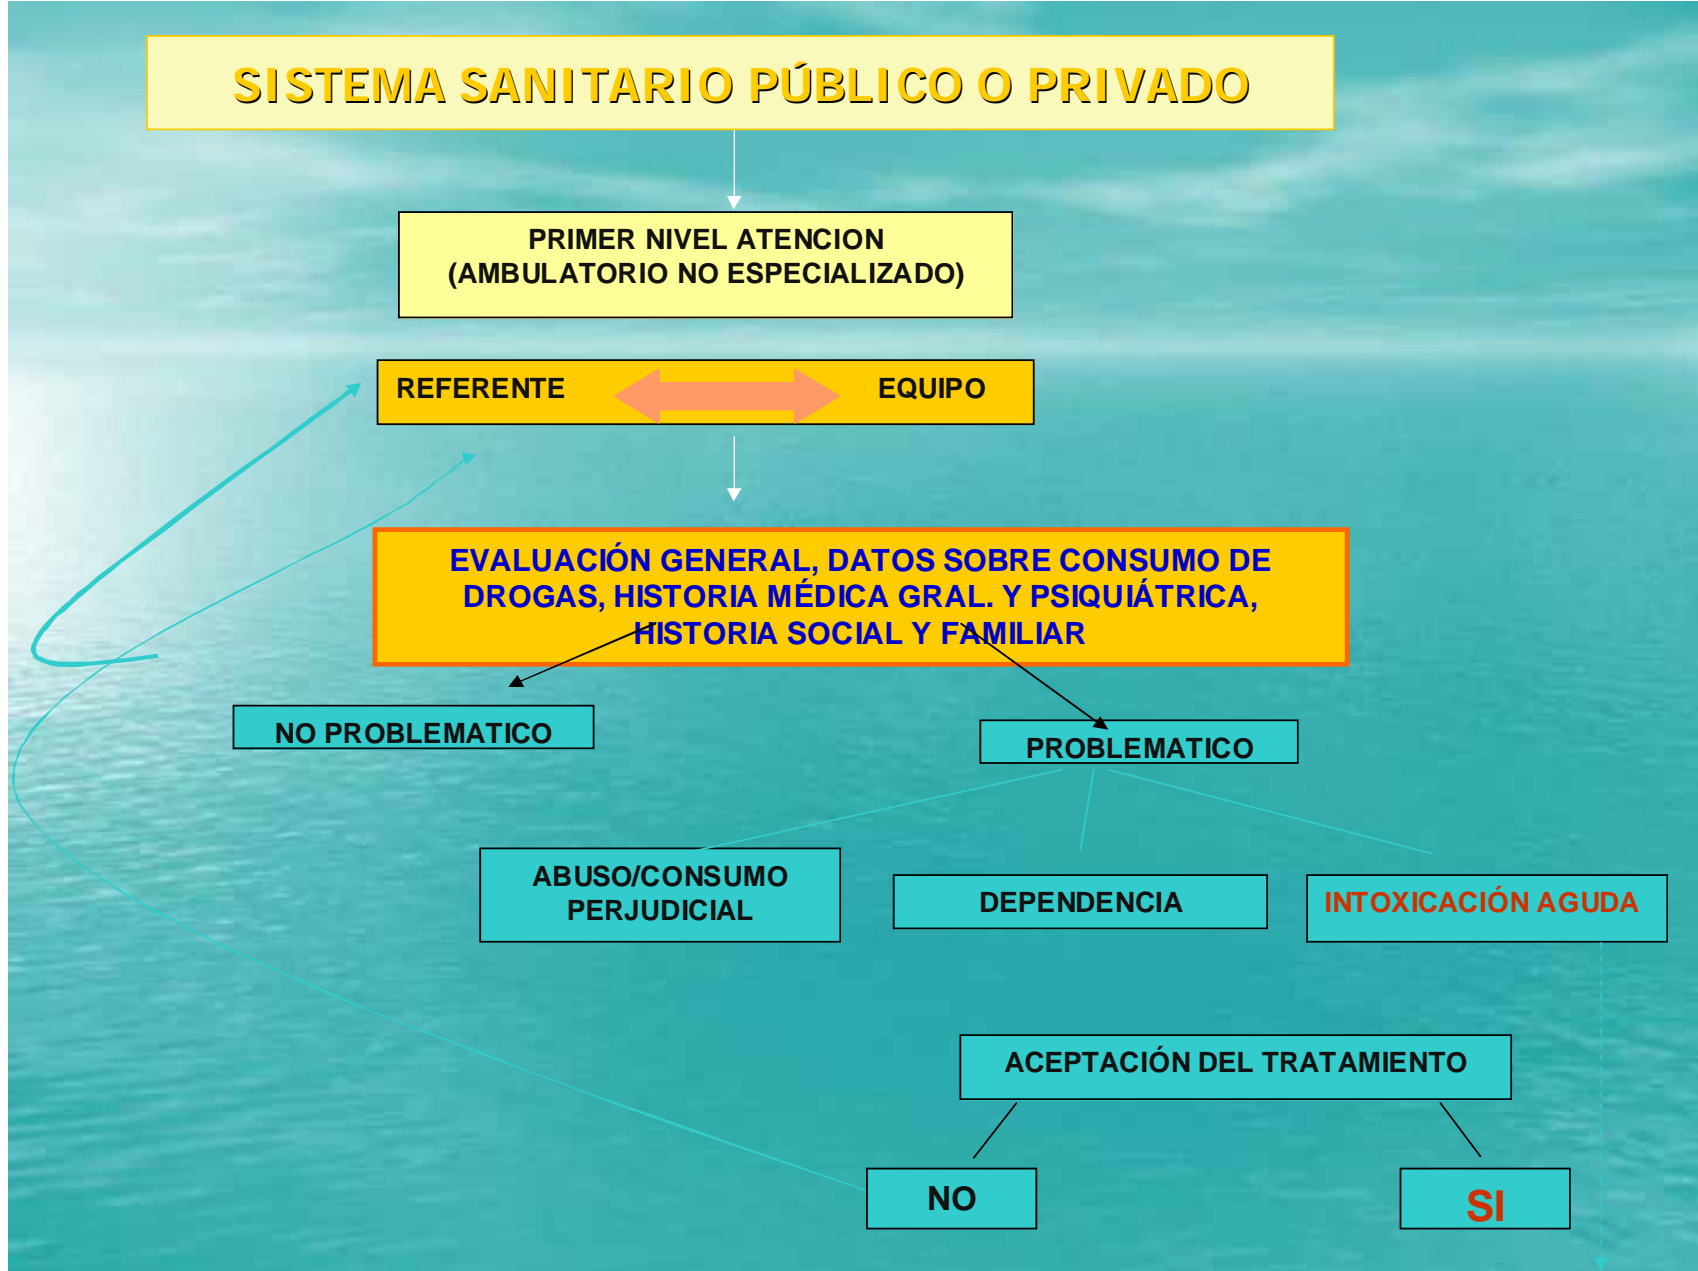 SISTEMA SANITARIO PÚBLICO O PRIVADO
PRIMER NIVEL ATENCION
(AMBULATORIO NO ESPECIALIZADO)
REFERENTE EQUIPO
EVALUACIÓN GENERAL, DATOS SOBRE CONSUMO DE
DROGAS, HISTORIA MÉDICA GRAL. Y PSIQUIÁTRICA,
HISTORIA SOCIAL Y FAMILIAR
NO PROBLEMATICO
PROBLEMATICO
ABUSO/CONSUMO
PERJUDICIAL
DEPENDENCIA
INTOXICACIÓN AGUDA
ACEPTACIÓN DEL TRATAMIENTO
NO
SI